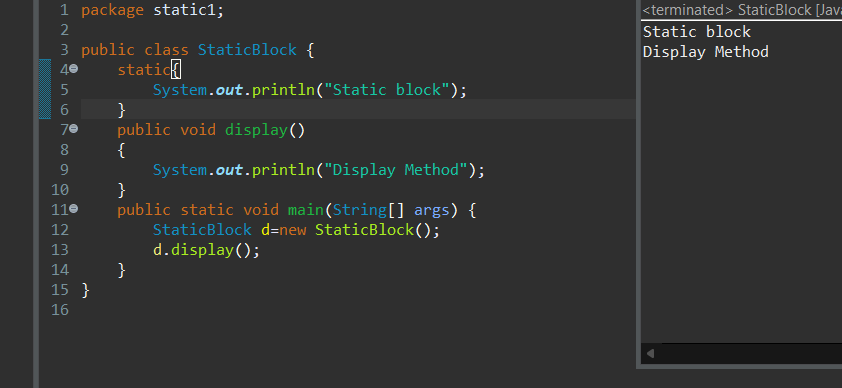 1 package static1;
2
3 public class StaticBlock {
4 static{
5 System.out.println("Static block");
6 }
7 public void display()
8 {
9 System.out.println("Display Method");
10 }
11 public static void main(String[] args) {
12 StaticBlock d=new StaticBlock();
13 d.display();
14 }
15 }
16
<terminated> StaticBlock [Java
Static block
Display Method